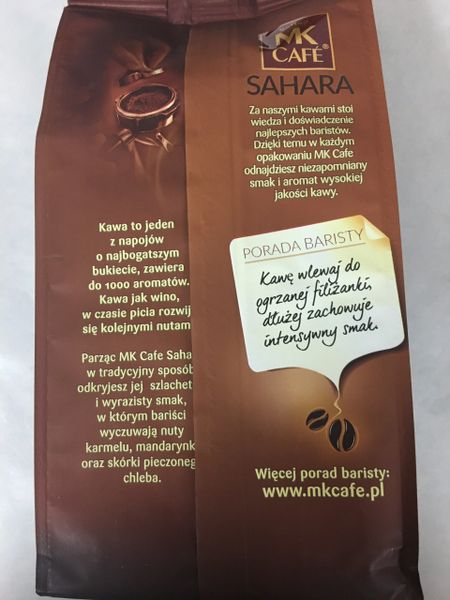 MK
CAFÉ®
SAHARA
Za naszymi kawami stoi
wiedza i doświadczenie
najlepszych baristów.
Dzięki temu w każdym
opakowaniu MK Cafe
odnajdziesz niezapomniany
smak i aromat wysokiej
jakości kawy.
Kawa to jeden
z napojów
o najbogatszym
bukiecie, zawiera
do 1000 aromatów.
Kawa jak wino,
w czasie picia rozwij
się kolejnymi nutam
Parząc MK Cafe Saha
w tradycyjny sposób
odkryjesz jej szlachet
i wyrazisty smak,
w którym bariści
wyczuwają nuty
karmelu, mandarynk
oraz skórki pieczoneg
chleba.
PORADA BARISTY
Kawę wlewaj do
ogrzanej filiżanki,
dłużej zachowuje
intensywny smak.
Więcej porad baristy:
www.mkcafe.pl